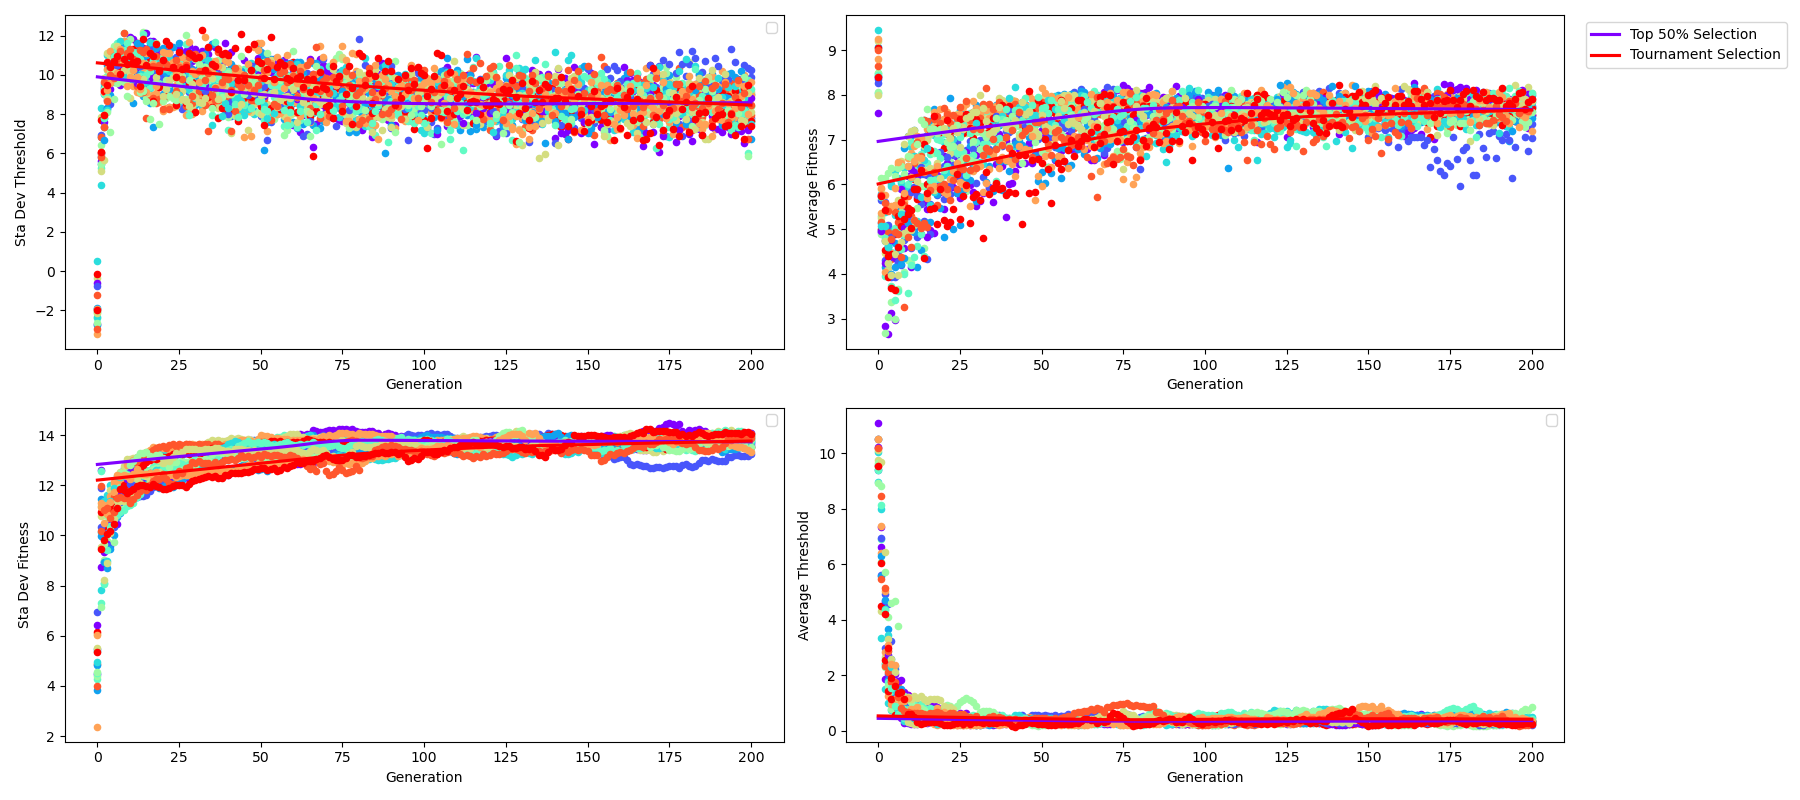 Sta Dev Threshold
12
10
8
6
4
2
0
−2
0 25 50 75 100 125 150 175 200
Generation
Average Fitness
9
8
7
6
5
4
3
0 25 50 75 100 125 150 175 200
Generation
Top 50% Selection
Tournament Selection
Sta Dev Fitness
14
12
10
8
6
4
2
0 25 50 75 100 125 150 175 200
Generation
Average Threshold
10
8
6
4
2
0
0 25 50 75 100 125 150 175 200
Generation